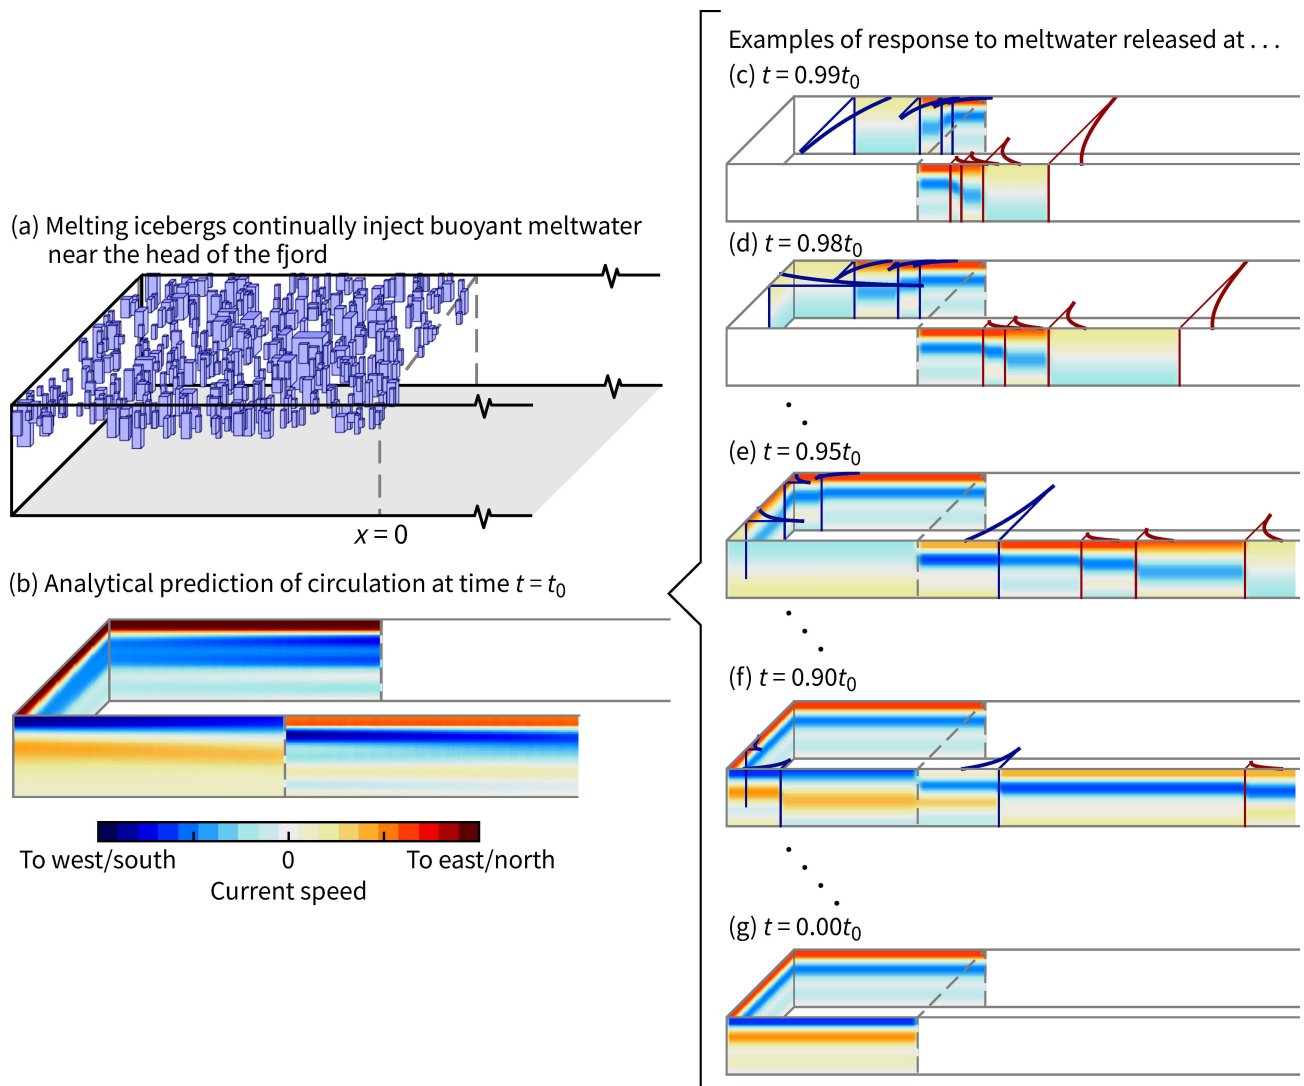 (a) Melting icebergs continually inject buoyant meltwater
near the head of the fjord
x = 0
(b) Analytical prediction of circulation at time t = t₀
To west/south
0
To east/north
Current speed
Examples of response to meltwater released at . . .
(c) t = 0.99t₀
(d) t = 0.98t₀
(e) t = 0.95t₀
(f) t = 0.90t₀
(g) t = 0.00t₀